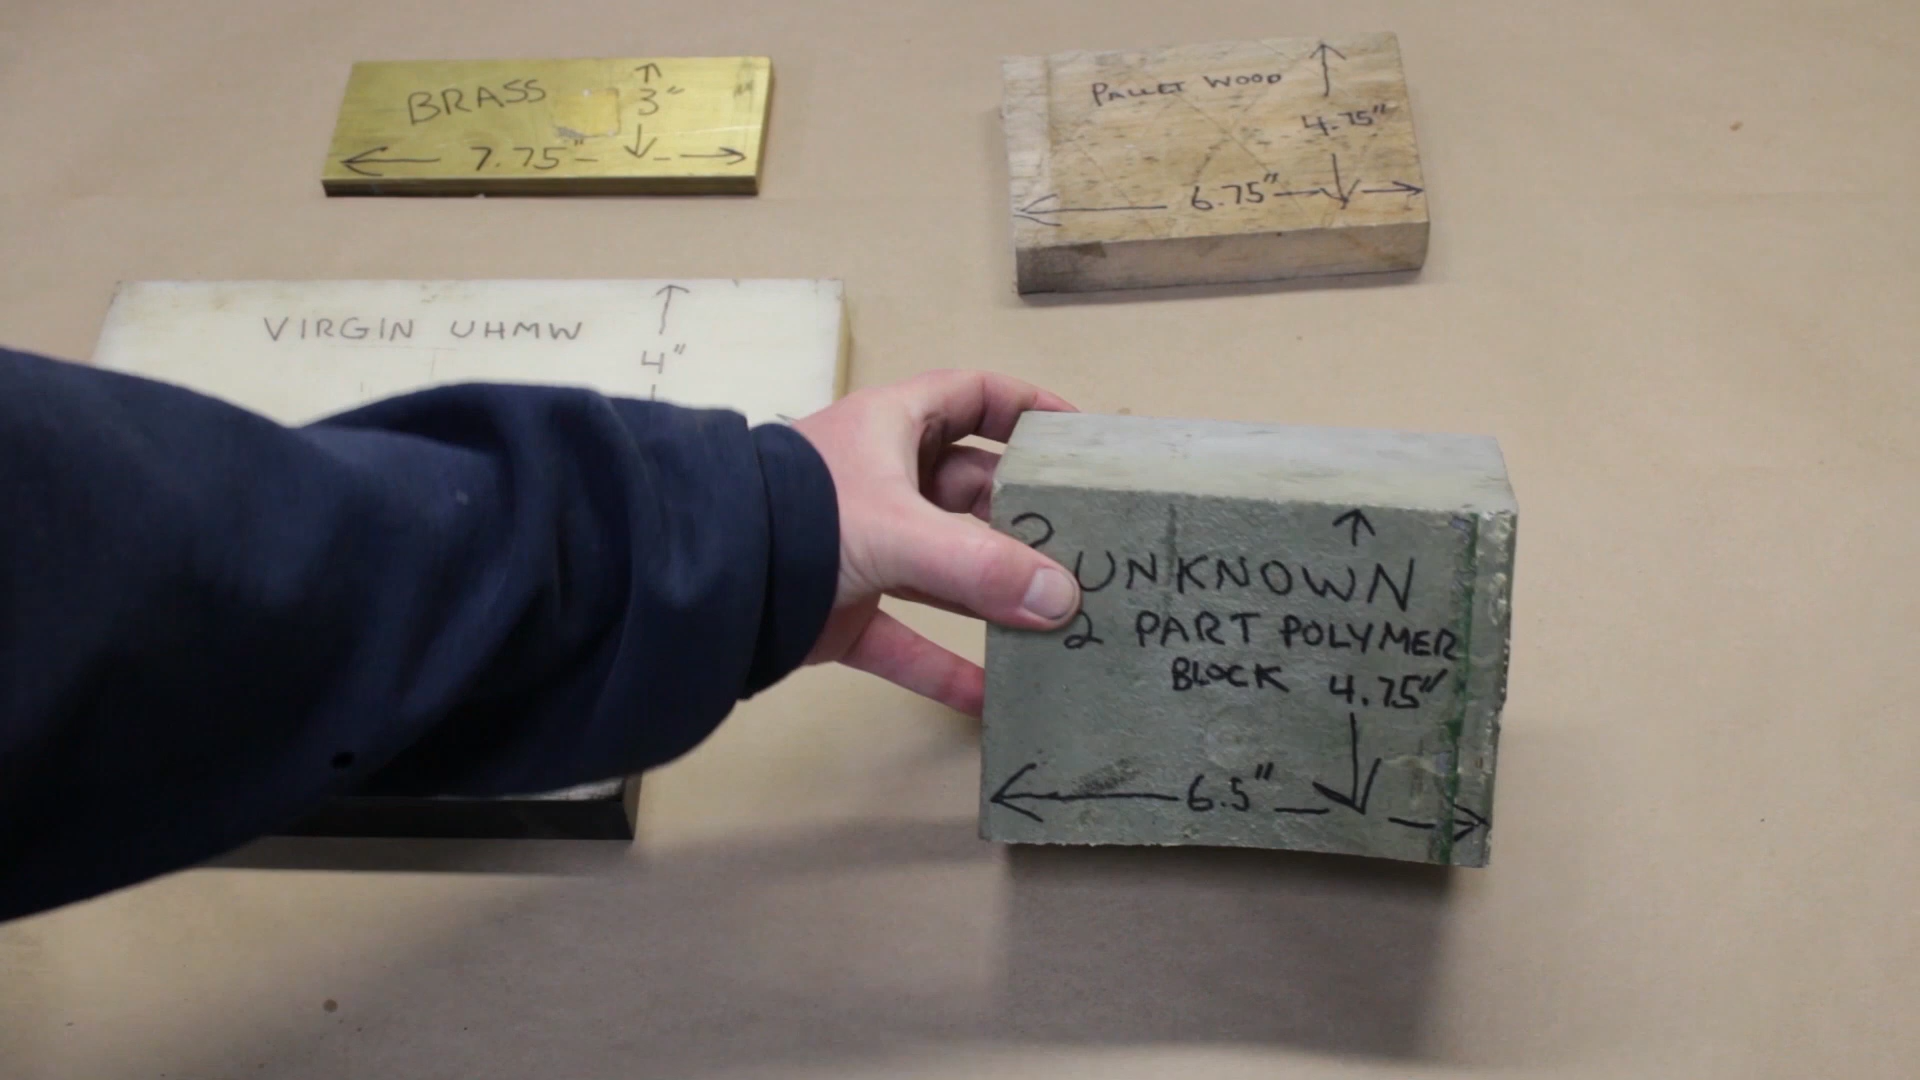 BRASS
3"
7.75"
PALLET WOOD
4.75"
6.75"
VIRGIN UHMW
4"
?
UNKNOWN
2 PART POLYMER
BLOCK 4.75"
6.5"